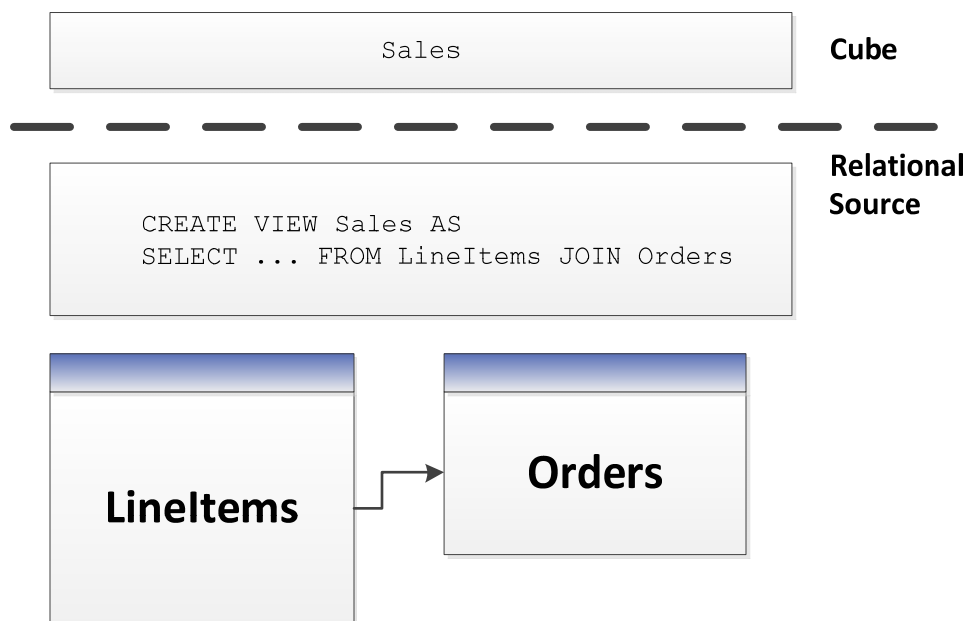 Sales
Cube
Relational
Source
CREATE VIEW Sales AS
SELECT ... FROM LineItems JOIN Orders
LineItems
Orders